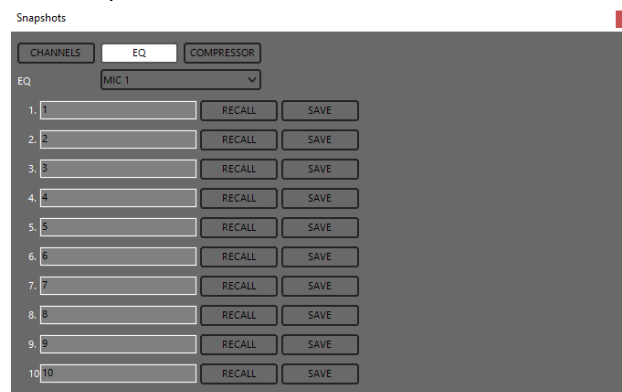 Snapshots
CHANNELS EQ COMPRESSOR
EQ MIC 1
1. 1 RECALL SAVE
2. 2 RECALL SAVE
3. 3 RECALL SAVE
4. 4 RECALL SAVE
5. 5 RECALL SAVE
6. 6 RECALL SAVE
7. 7 RECALL SAVE
8. 8 RECALL SAVE
9. 9 RECALL SAVE
10 10 RECALL SAVE